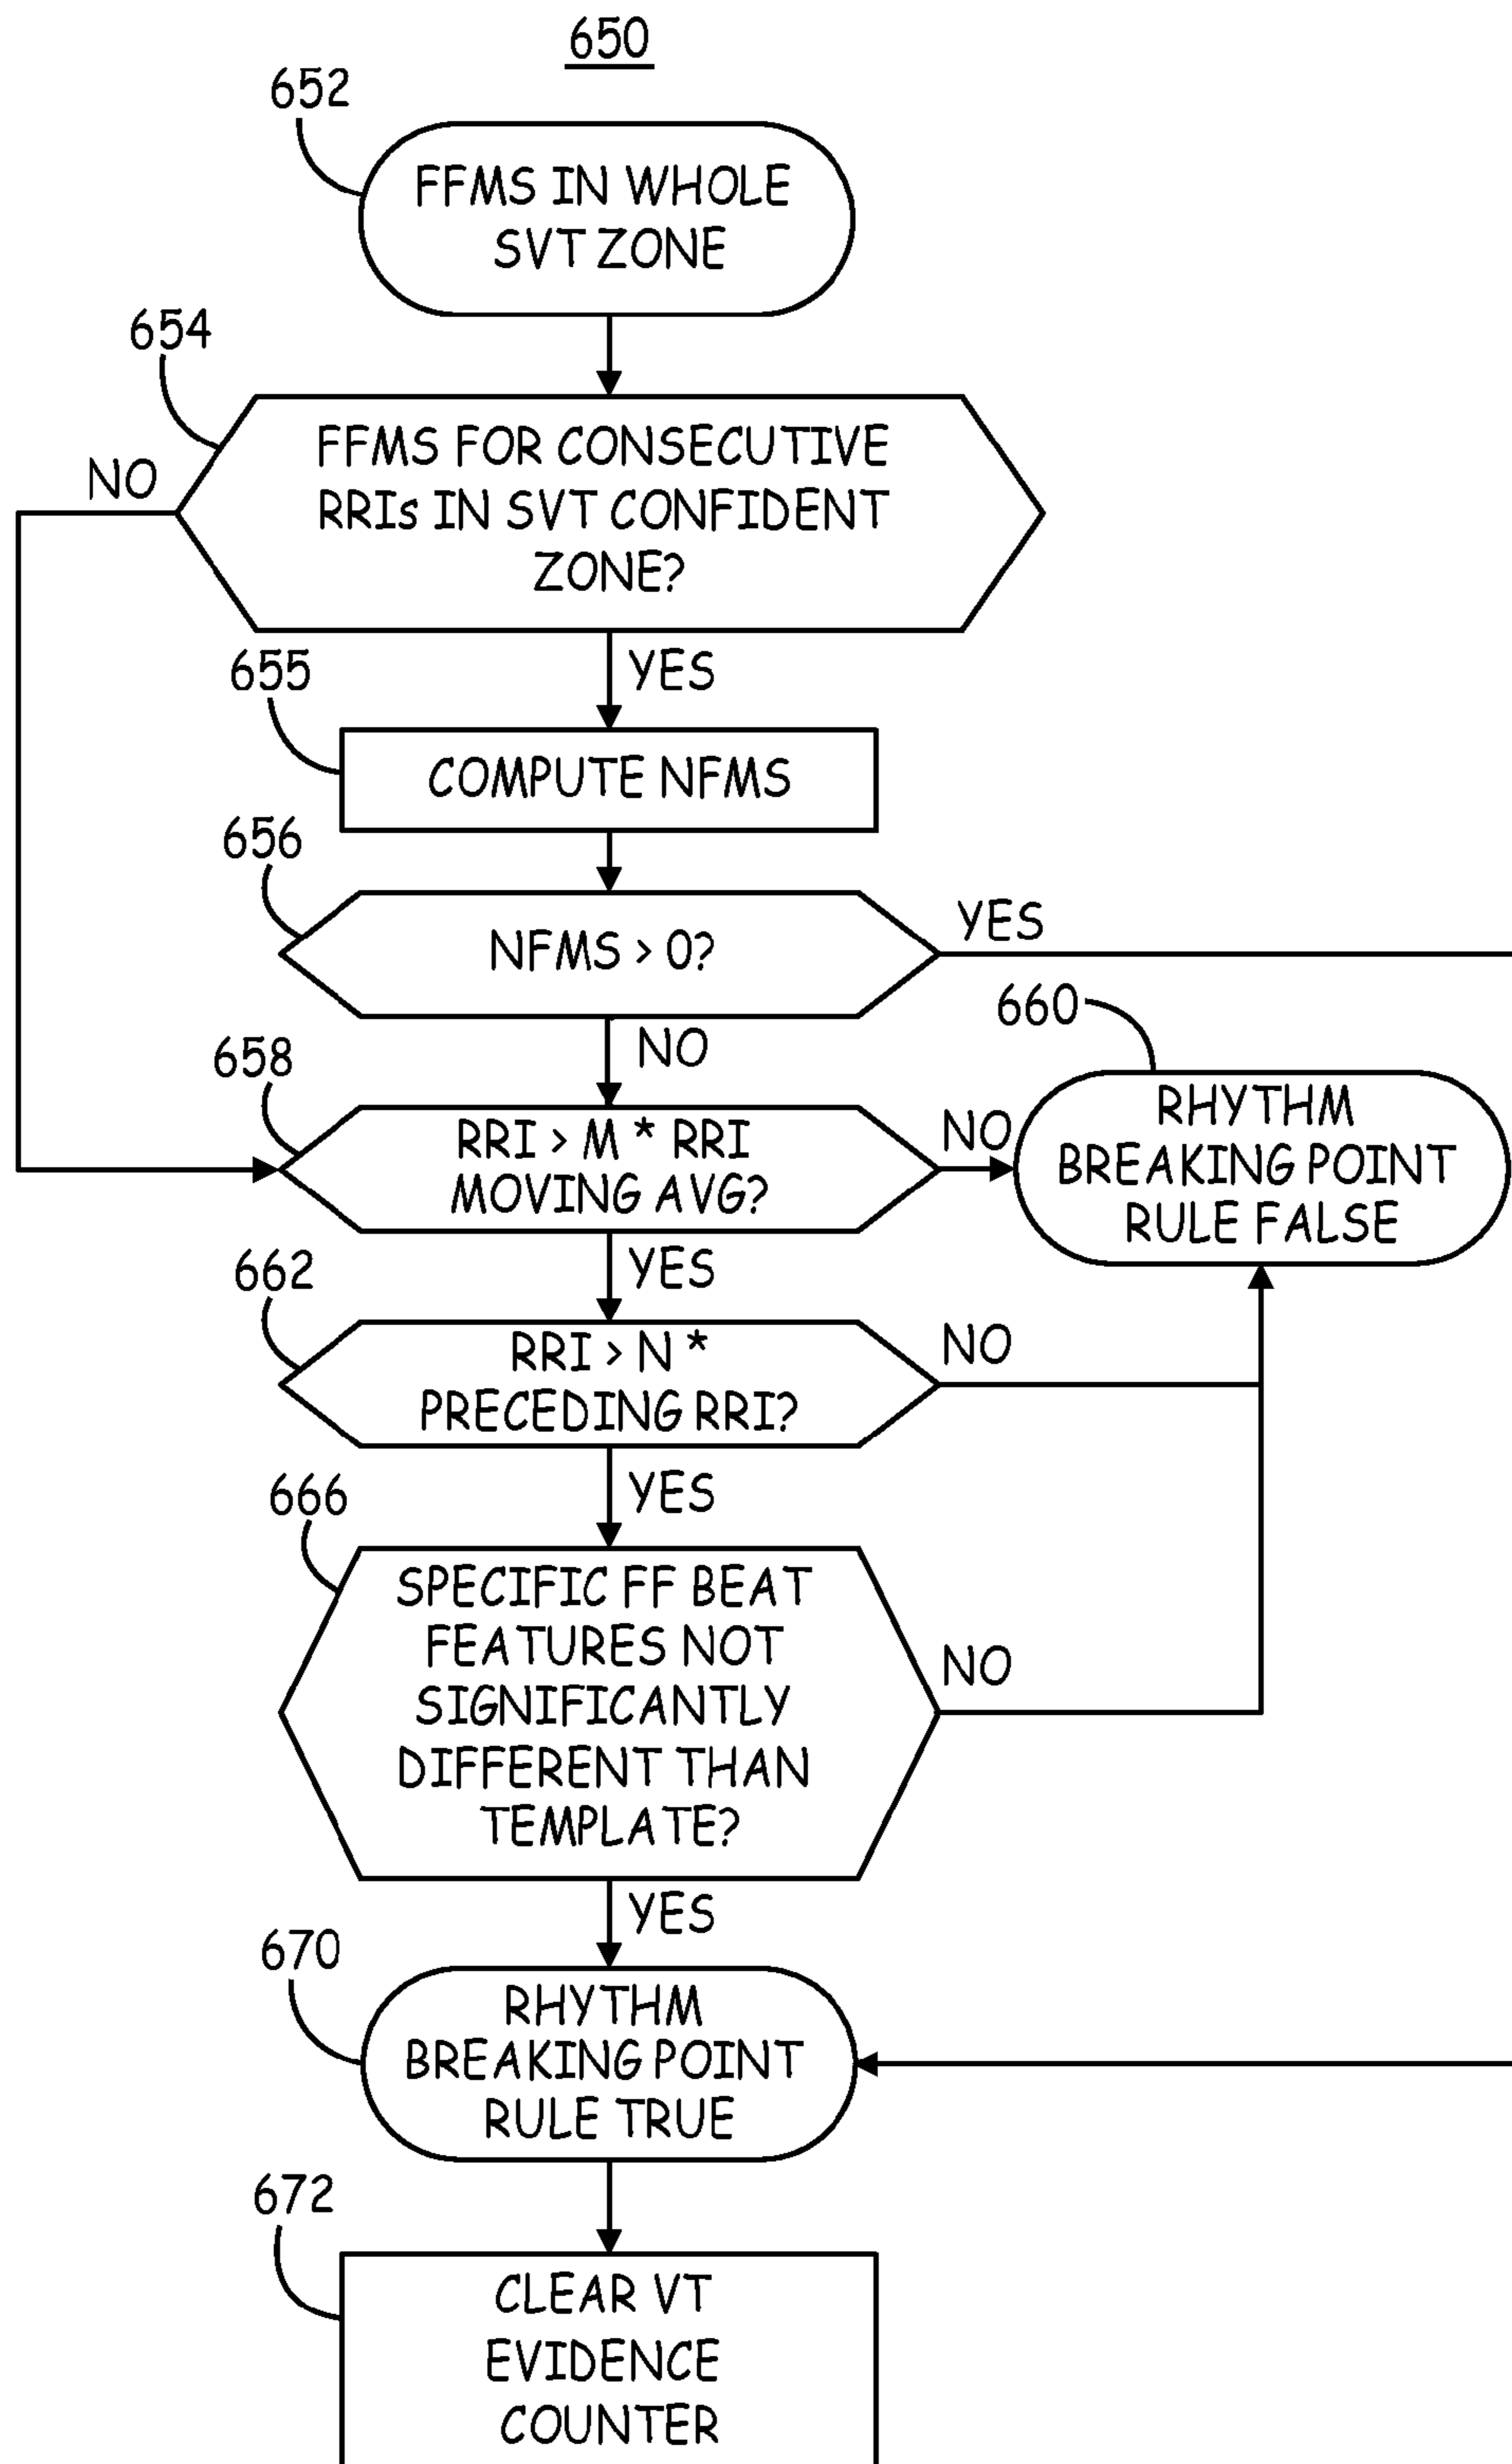 650
652
FFMS IN WHOLE
SVT ZONE
654
FFMS FOR CONSECUTIVE
RRIs IN SVT CONFIDENT
ZONE?
NO
YES
655
COMPUTE NFMS
656
NFMS > 0?
YES
NO
660
658
RRI > M * RRI
MOVING AVG?
NO
RHYTHM
BREAKING POINT
RULE FALSE
YES
662
RRI > N *
PRECEDING RRI?
NO
YES
666
SPECIFIC FF BEAT
FEATURES NOT
SIGNIFICANTLY
DIFFERENT THAN
TEMPLATE?
NO
YES
670
RHYTHM
BREAKING POINT
RULE TRUE
672
CLEAR VT
EVIDENCE
COUNTER